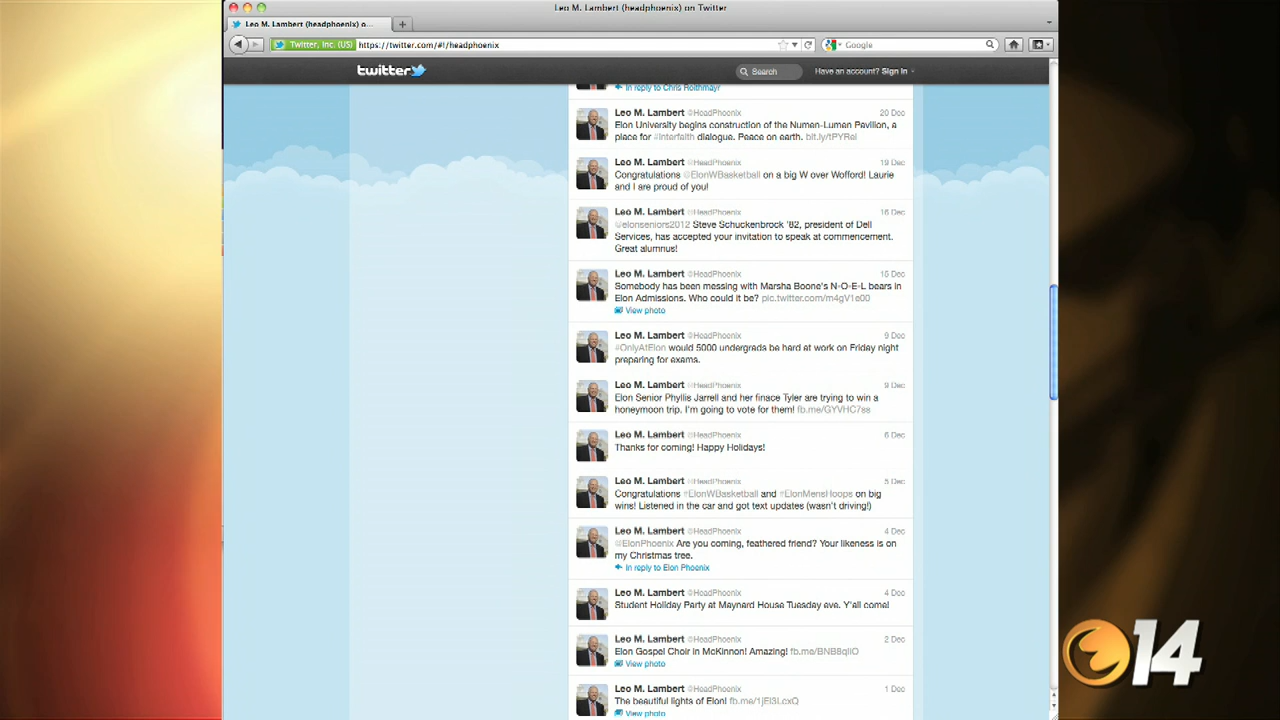 Leo M. Lambert (headphoenix) on Twitter
Leo M. Lambert (headphoenix) o...
Twitter, Inc. (US) https://twitter.com/#!/headphoenix
Google
twitter
Search
Have an account? Sign In
In reply to Chris Roithmayr
Leo M. Lambert @HeadPhoenix 20 Dec
Elon University begins construction of the Numen-Lumen Pavilion, a
place for #interfaith dialogue. Peace on earth. bit.ly/tPYRel
Leo M. Lambert @HeadPhoenix 19 Dec
Congratulations @ElonWBasketball on a big W over Wofford! Laurie
and I are proud of you!
Leo M. Lambert @HeadPhoenix 16 Dec
@elonseniors2012 Steve Schuckenbrock '82, president of Dell
Services, has accepted your invitation to speak at commencement.
Great alumnus!
Leo M. Lambert @HeadPhoenix 15 Dec
Somebody has been messing with Marsha Boone's N-O-E-L bears in
Elon Admissions. Who could it be? pic.twitter.com/m4gV1e00
View photo
Leo M. Lambert @HeadPhoenix 9 Dec
#OnlyAtElon would 5000 undergrads be hard at work on Friday night
preparing for exams.
Leo M. Lambert @HeadPhoenix 9 Dec
Elon Senior Phyllis Jarrell and her finace Tyler are trying to win a
honeymoon trip. I'm going to vote for them! fb.me/GYVHC7ss
Leo M. Lambert @HeadPhoenix 6 Dec
Thanks for coming! Happy Holidays!
Leo M. Lambert @HeadPhoenix 5 Dec
Congratulations #ElonWBasketball and #ElonMensHoops on big
wins! Listened in the car and got text updates (wasn't driving!)
Leo M. Lambert @HeadPhoenix 4 Dec
@ElonPhoenix Are you coming, feathered friend? Your likeness is on
my Christmas tree.
In reply to Elon Phoenix
Leo M. Lambert @HeadPhoenix 4 Dec
Student Holiday Party at Maynard House Tuesday eve. Y'all come!
Leo M. Lambert @HeadPhoenix 2 Dec
Elon Gospel Choir in McKinnon! Amazing!
View photo
Leo M. Lambert @HeadPhoenix 1 Dec
The beautiful lights of Elon!
View photo
14